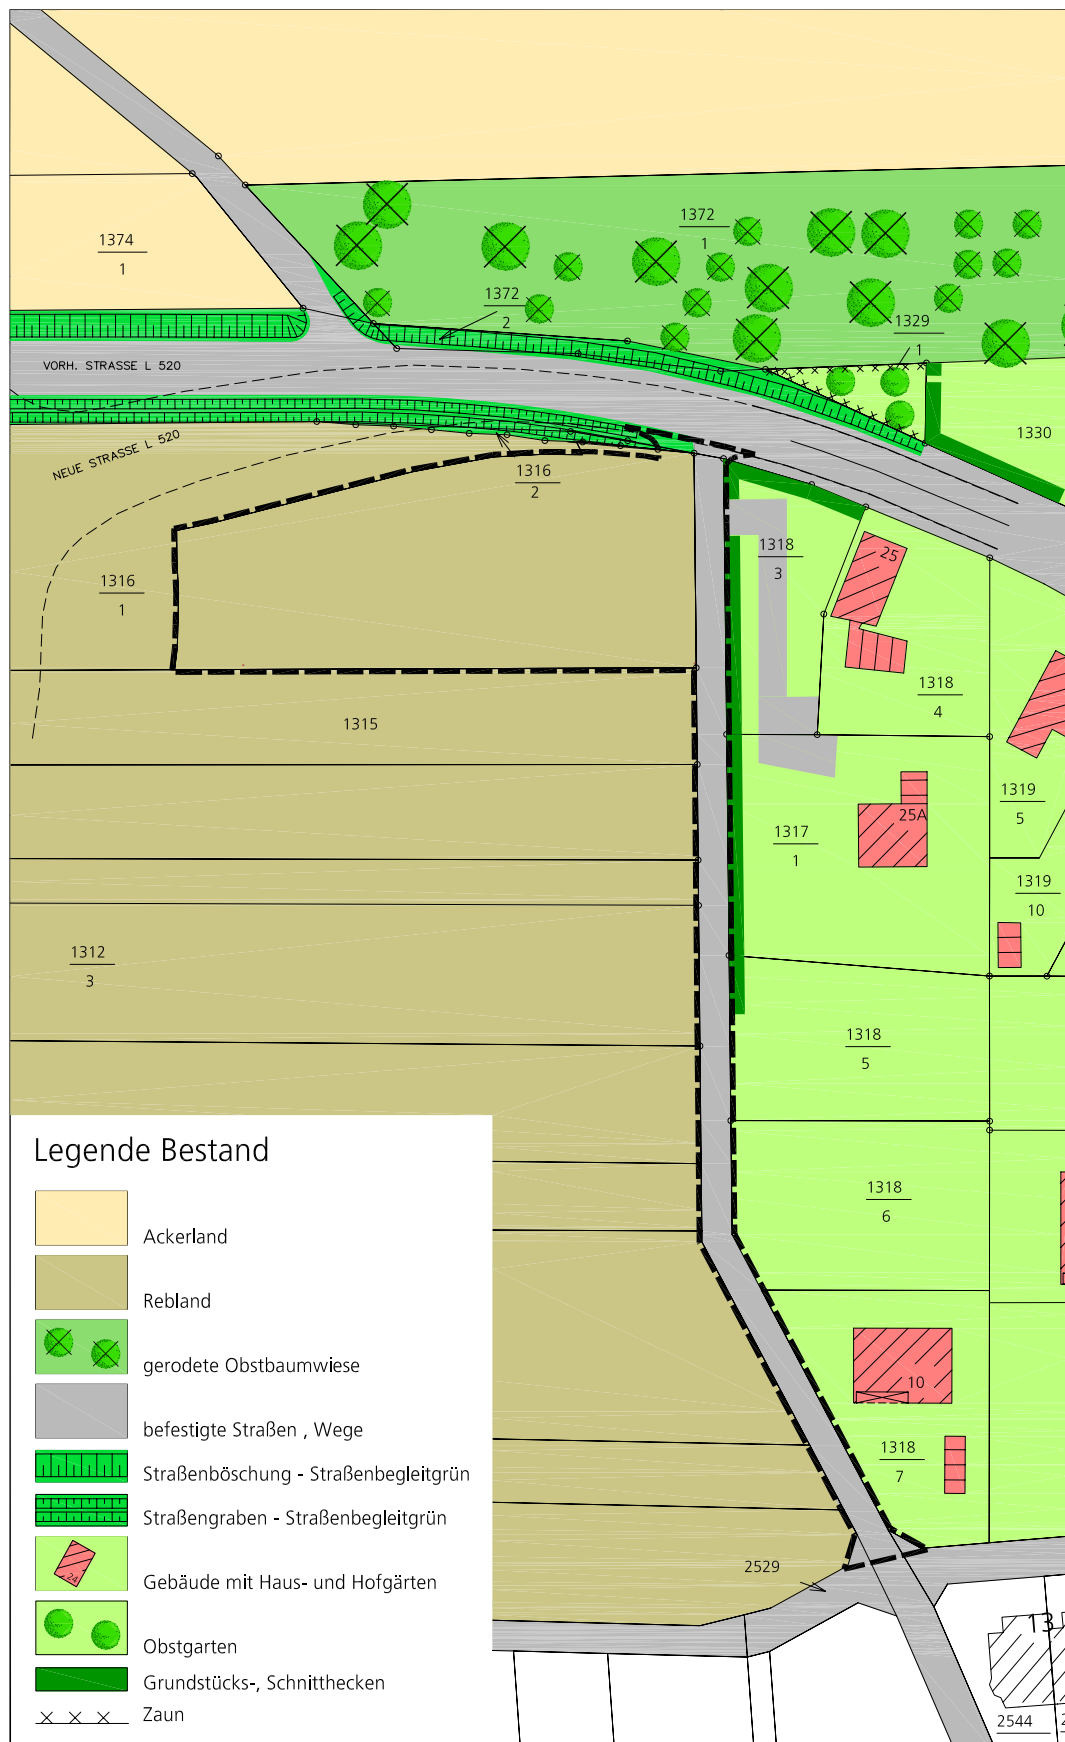 1372
1
1374
1
1372
2
1329
1
VORH. STRASSE L 520
1330
NEUE STRASSE L 520
1316
2
1318
3
25
1316
1
1318
4
1315
1319
5
25A
1317
1
1319
10
1312
3
1318
5
1318
6
10
1318
7
2529
13
2544
2
Legende Bestand
Ackerland
Rebland
gerodete Obstbaumwiese
befestigte Straßen , Wege
Straßenböschung - Straßenbegleitgrün
Straßengraben - Straßenbegleitgrün
24
Gebäude mit Haus- und Hofgärten
Obstgarten
Grundstücks-, Schnitthecken
Zaun